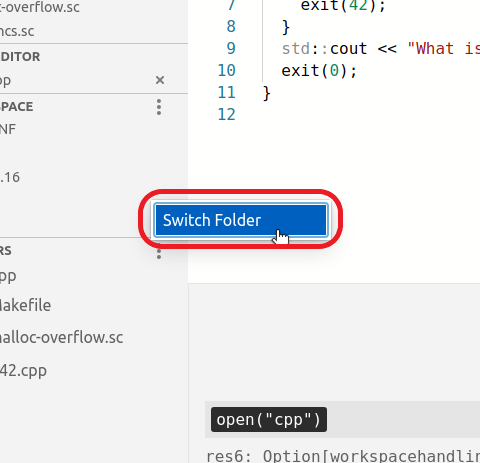 -overflow.sc
ncs.sc
DITOR
pp
SPACE
NF
.16
RS
pp
Makefile
malloc-overflow.sc
42.cpp
7 exit(42);
8 }
9 std::cout << "What is
10 exit(0);
11 }
12
Switch Folder
open("cpp")
res6: Option[workspacehandlin